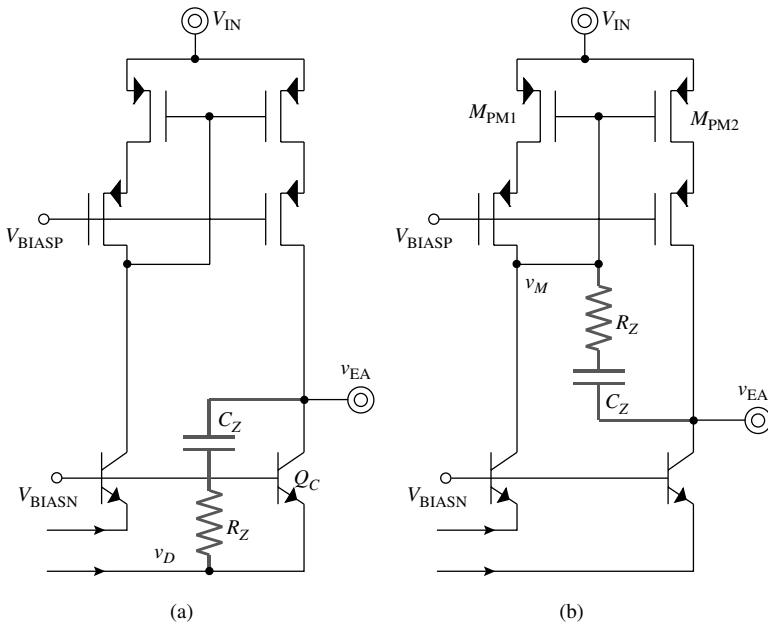 V_IN
V_BIASP
v_EA
C_Z
V_BIASN
Q_C
R_Z
v_D
(a)
V_IN
M_PM1
M_PM2
V_BIASP
v_M
R_Z
C_Z
v_EA
V_BIASN
(b)